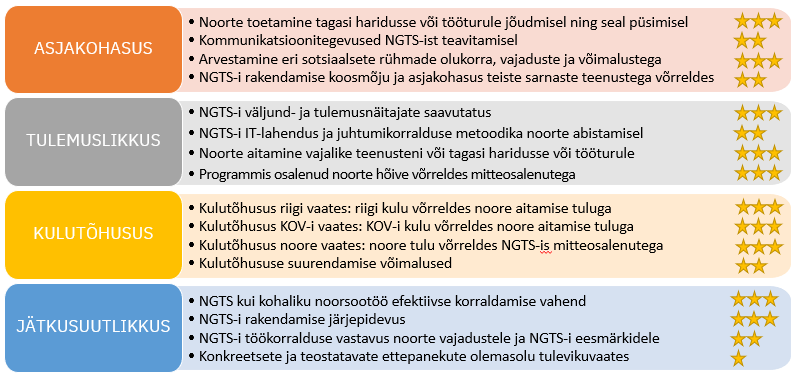 ASJAKOHASUS
• Noorte toetamine tagasi haridusse või tööturule jõudmisel ning seal püsimisel
• Kommunikatsioonitegevused NGTS-ist teavitamisel
• Arvestamine eri sotsiaalsete rühmade olukorra, vajaduste ja võimalustega
• NGTS-i rakendamise koosmõju ja asjakohasus teiste sarnaste teenustega võrreldes
TULEMUSLIKKUS
• NGTS-i väljund- ja tulemusnäitajate saavutatus
• NGTS-i IT-lahendus ja juhtumikorralduse metoodika noorte abistamisel
• Noorte aitamine vajalike teenusteni või tagasi haridusse või tööturule
• Programmis osalenud noorte hõive võrreldes mitteosalenutega
KULUTÕHUSUS
• Kulutõhusus riigi vaates: riigi kulu võrreldes noore aitamise tuluga
• Kulutõhusus KOV-i vaates: KOV-i kulu võrreldes noore aitamise tuluga
• Kulutõhusus noore vaates: noore tulu võrreldes NGTS-is mitteosalenutega
• Kulutõhususe suurendamise võimalused
JÄTKUSUUTLIKKUS
• NGTS kui kohaliku noorsootöö efektiivse korraldamise vahend
• NGTS-i rakendamise järjepidevus
• NGTS-i töökorralduse vastavus noorte vajadustele ja NGTS-i eesmärkidele
• Konkreetsete ja teostatavate ettepanekute olemasolu tulevikuvaates